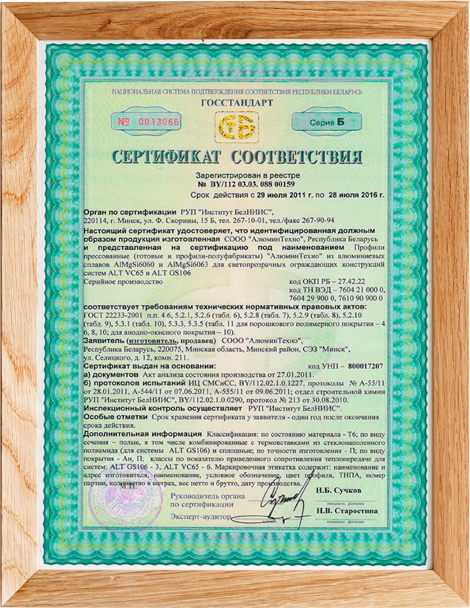 НАЦИОНАЛЬНАЯ СИСТЕМА ПОДТВЕРЖДЕНИЯ СООТВЕТСТВИЯ РЕСПУБЛИКИ БЕЛАРУСЬ
ГОССТАНДАРТ
№ 0013066
СТБ
Серия Б
СЕРТИФИКАТ СООТВЕТСТВИЯ
Зарегистрирован в реестре
№ BY/112 03.03. 088 00159
Срок действия с 29 июля 2011 г. по 28 июля 2016 г.
Орган по сертификации РУП "Институт БелНИИС",
220114, г. Минск, ул. Ф. Скорины, 15 Б, тел. 267-10-01, тел./факс 267-90-94
Настоящий сертификат удостоверяет, что идентифицированная должным
образом продукция изготовленная СООО "АлюминТехно", Республика Беларусь
и представленная на сертификацию под наименованием Профили
прессованные (готовые и профили-полуфабрикаты) "АлюминТехно" из алюминиевых
сплавов AlMgSi6060 и AlMgSi6063 для светопрозрачных ограждающих конструкций
систем ALT VC65 и ALT GS106
Серийное производство
код ОКП РБ - 27.42.22
код ТН ВЭД – 7604 21 000 0,
7604 29 900 0, 7610 90 900 0
соответствует требованиям технических нормативных правовых актов:
ГОСТ 22233-2001 п.п. 4.6, 5.2.1, 5.2.6 (табл. 6), 5.2.8 (табл. 7), 5.2.9 (табл. 8), 5.2.10
(табл. 9), 5.3.1 (табл. 10), 5.3.3, 5.3.5 (табл. 11 для порошкового полимерного покрытия – 4
6, 8, 10; для анодно-окисного покрытия – 10).
Заявитель (изготовитель, продавец) СООО "АлюминТехно",
Республика Беларусь, 220075, Минская область, Минский район, СЭЗ "Минск",
ул. Селицкого, д. 12, комн. 211.
код УНП – 800017207
Сертификат выдан на основании:
а) документов Акт анализа состояния производства от 27.01.2011.
б) протоколов испытаний ИЦ СМСиСС, BY/112.02.1.0.1227, протоколы № А-55/11
от 28.01.2011, А-544/11 от 07.06.2011, А-555/11 от 09.06.2011; отдел строительной химии
РУП "Институт БелНИИС", BY/112.02.1.0.0290, протокол № 213 от 30.08.2010.
Инспекционный контроль осуществляет РУП "Институт БелНИИС".
Особые отметки Срок хранения сертификата у заявителя - один год после окончания
срока действия.
Дополнительная информация Классификация: по состоянию материала - Т6; по виду
сечения – полые, в том числе комбинированные с термовставками из стеклонаполненного
полиамида (для системы ALT GS106) и сплошные; по точности изготовления - П; по виду
покрытия - Ан, П; классы по показателю приведенного сопротивления теплопередаче для
систем: ALT GS106 - 3, ALT VC65 - 6. Маркировочная этикетка содержит: наименование и
адрес изготовителя, наименование, условное обозначение, цвет профиля, ТНПА, номер
партии, количество, вес нетто и брутто, дату производства.
М.П.
Руководитель органа
по сертификации
Н.Б. Сучков
инициалы, фамилия
Эксперт-аудитор
Н.В. Старостина
инициалы, фамилия